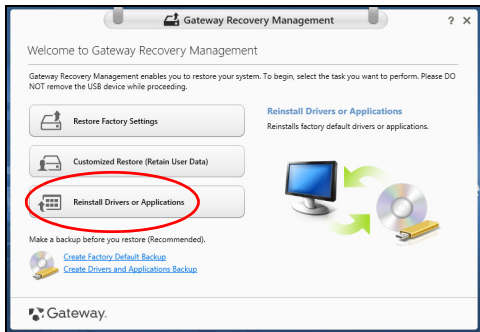 Gateway Recovery Management
? X
Welcome to Gateway Recovery Management
Gateway Recovery Management enables you to restore your system. To begin, select the task you want to perform. Please DO
NOT remove the USB device while proceeding.
Restore Factory Settings
Customized Restore (Retain User Data)
Reinstall Drivers or Applications
Reinstall Drivers or Applications
Reinstalls factory default drivers or applications.
Make a backup before you restore (Recommended).
Create Factory Default Backup
Create Drivers and Applications Backup
Gateway.